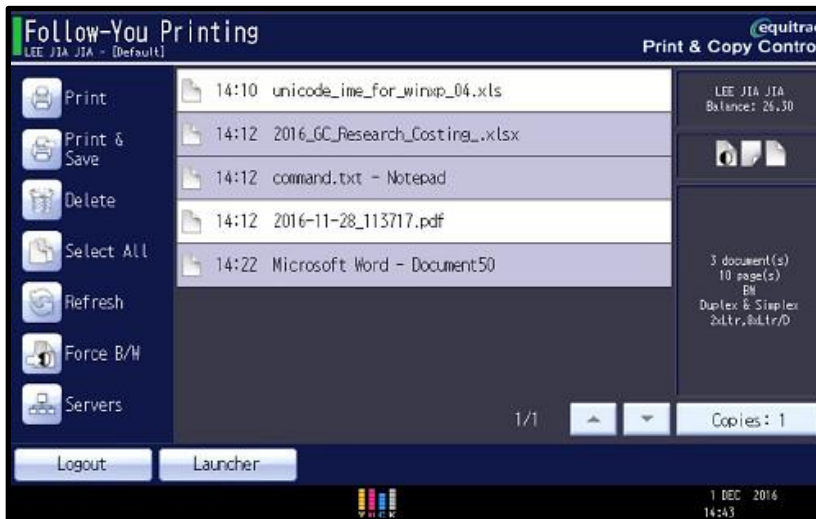 Follow-You Printing
LEE JIA JIA - [Default]
equitrac
Print & Copy Contro
Print
Print &
Save
Delete
Select All
Refresh
Force B/W
Servers
14:10 unicode_ime_for_winxp_04.xls
14:12 2016_GC_Research_Costing_.xlsx
14:12 command.txt - Notepad
14:12 2016-11-28_113717.pdf
14:22 Microsoft Word - Document50
1/1
LEE JIA JIA
Balance: 26.30
3 document(s)
10 page(s)
BW
Duplex & Simplex
2xLtr,8xLtr/D
Copies: 1
Logout
Launcher
YMCK
1 DEC 2016
14:43